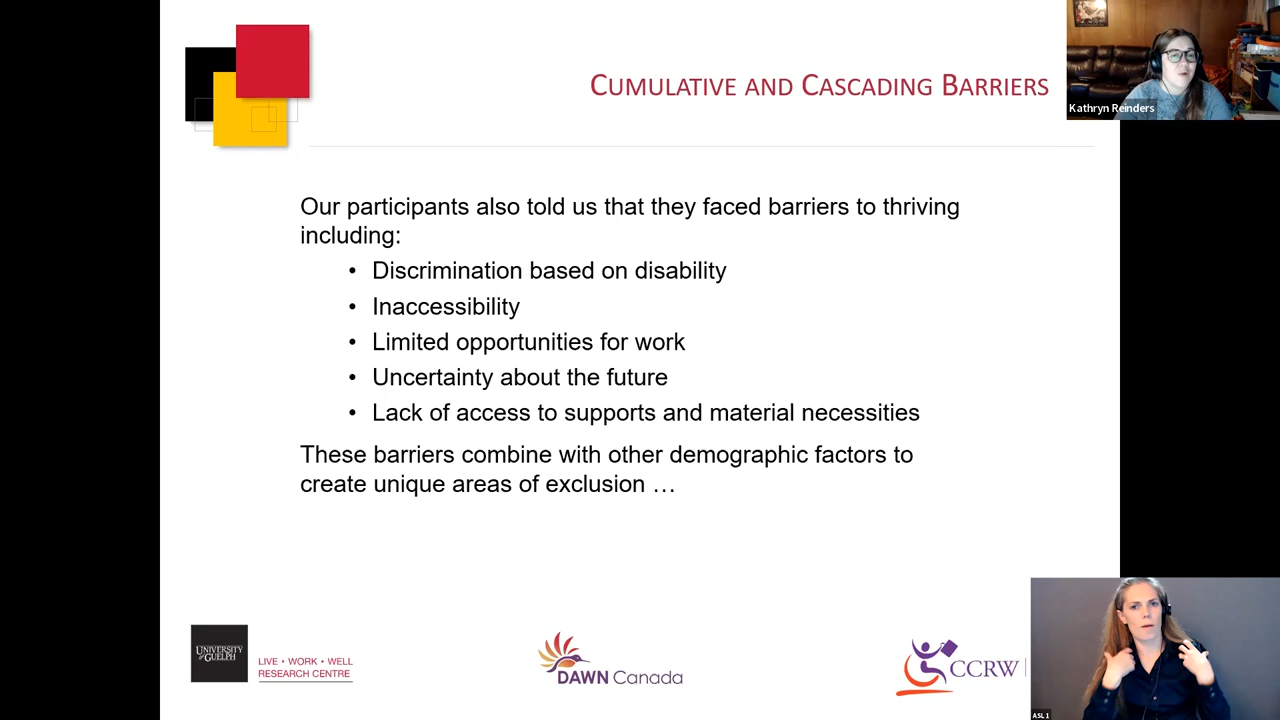 CUMULATIVE AND CASCADING BARRIERS
Kathryn Reinders
Our participants also told us that they faced barriers to thriving
including:
• Discrimination based on disability
• Inaccessibility
• Limited opportunities for work
• Uncertainty about the future
• Lack of access to supports and material necessities
These barriers combine with other demographic factors to
create unique areas of exclusion …
UNIVERSITY
of GUELPH
LIVE • WORK • WELL
RESEARCH CENTRE
DAWN Canada
CCRW
ASL 1